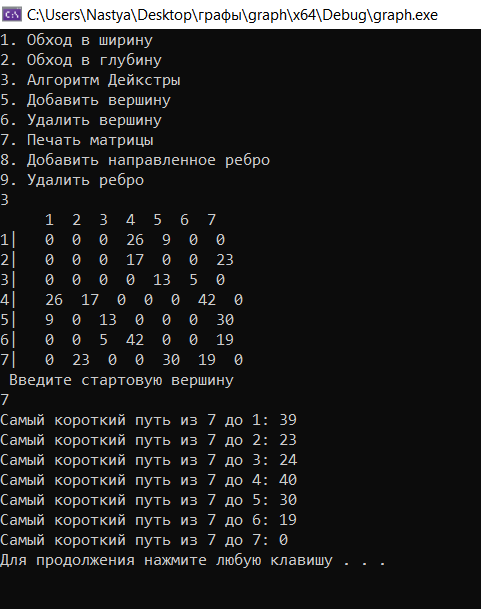 C:\Users\Nastya\Desktop\графы\graph\x64\Debug\graph.exe
1. Обход в ширину
2. Обход в глубину
3. Алгоритм Дейкстры
5. Добавить вершину
6. Удалить вершину
7. Печать матрицы
8. Добавить направленное ребро
9. Удалить ребро
3
1 2 3 4 5 6 7
1| 0 0 0 26 9 0 0
2| 0 0 0 17 0 0 23
3| 0 0 0 0 13 5 0
4| 26 17 0 0 0 42 0
5| 9 0 13 0 0 0 30
6| 0 0 5 42 0 0 19
7| 0 23 0 0 30 19 0
Введите стартовую вершину
7
Самый короткий путь из 7 до 1: 39
Самый короткий путь из 7 до 2: 23
Самый короткий путь из 7 до 3: 24
Самый короткий путь из 7 до 4: 40
Самый короткий путь из 7 до 5: 30
Самый короткий путь из 7 до 6: 19
Самый короткий путь из 7 до 7: 0
Для продолжения нажмите любую клавишу . . .